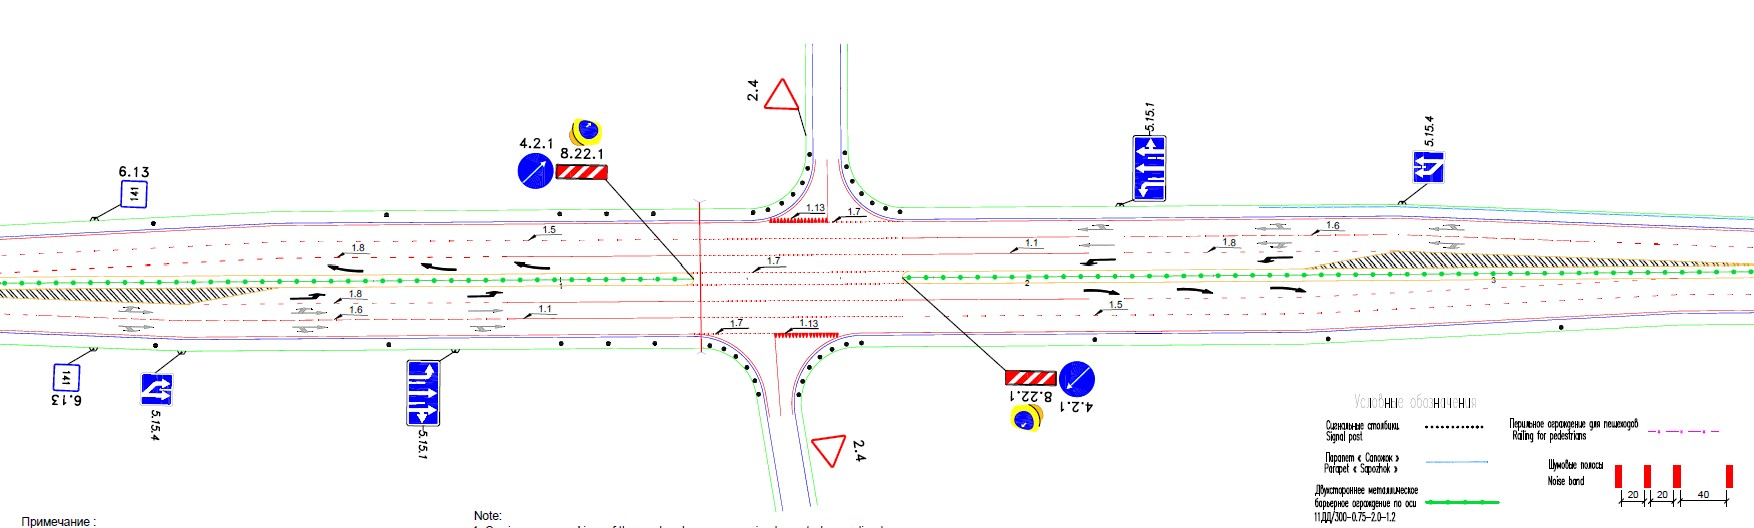 2.4
5.15.1
5.15.4
4.2.1
8.22.1
6.13
141
1.13
1.7
1.5
1.6
1.8
1.1
1.8
1.7
1
2
3
1.8
1.6
1.1
1.5
1.7
1.13
141
6.13
5.15.4
5.15.1
8.22.1
4.2.1
2.4
Условные обозначения
Сигнальные столбики
Signal post
Перильное ограждение для пешеходов
Railing for pedestrians
Парапет « Сапожок »
Parapet « Sapozhok »
Шумовые полосы
Noise band
20 20 40
Двухстороннее металлическое
барьерное ограждение по оси
11ДД/300-0.75-2.0-1.2
Примечание :
Note: